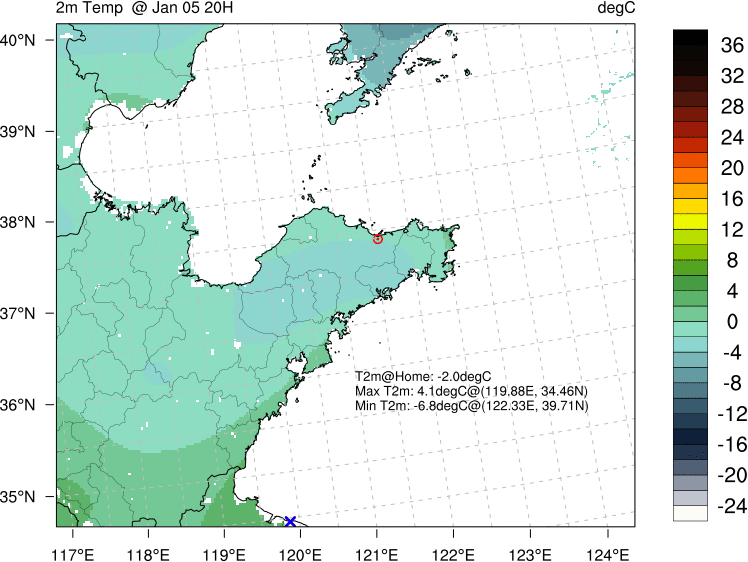 2m Temp @ Jan 05 20H degC
40°N
39°N
38°N
37°N
36°N
35°N
T2m@Home: -2.0degC
Max T2m: 4.1degC@(119.88E, 34.46N)
Min T2m: -6.8degC@(122.33E, 39.71N)
117°E 118°E 119°E 120°E 121°E 122°E 123°E 124°E
36
32
28
24
20
16
12
8
4
0
-4
-8
-12
-16
-20
-24